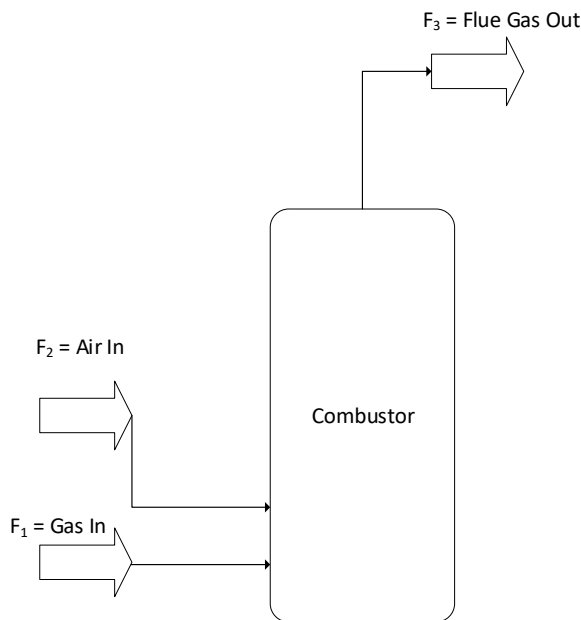 F₃ = Flue Gas Out
F₂ = Air In
Combustor
F₁ = Gas In